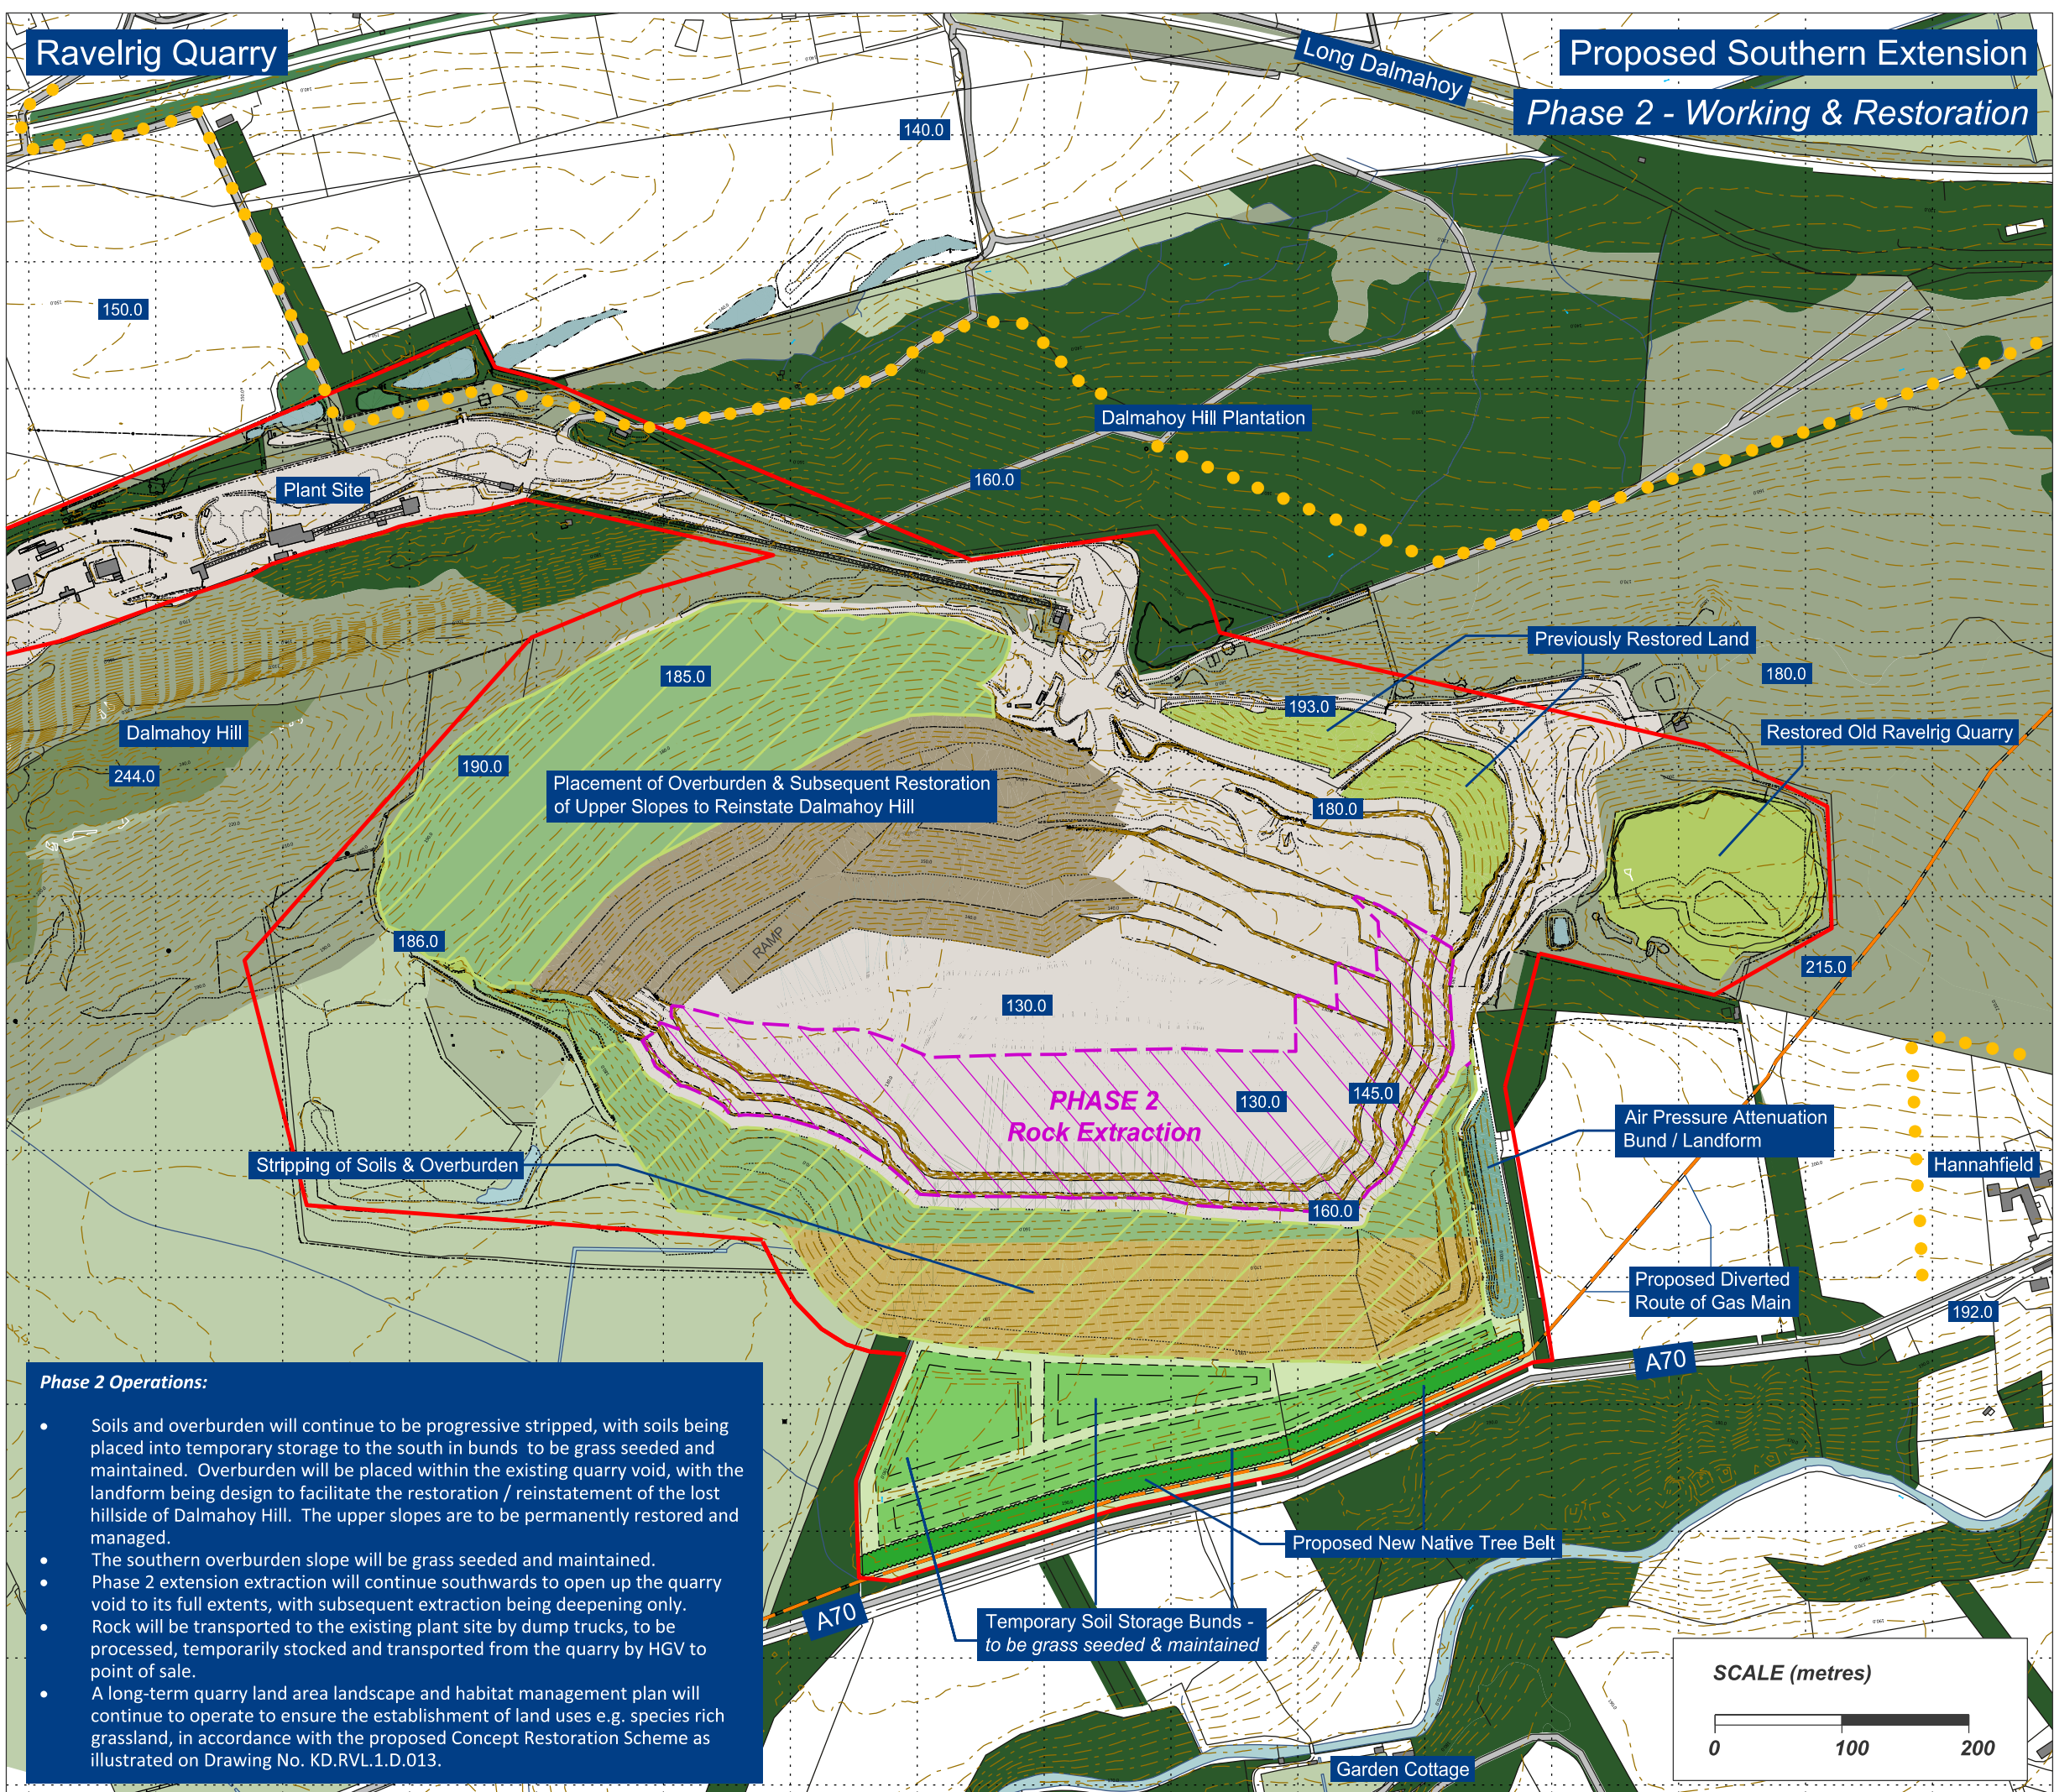 Ravelrig Quarry
Long Dalmahoy
Proposed Southern Extension
Phase 2 - Working & Restoration
140.0
150.0
Dalmahoy Hill Plantation
160.0
Plant Site
Previously Restored Land
185.0
180.0
193.0
Dalmahoy Hill
Restored Old Ravelrig Quarry
190.0
244.0
Placement of Overburden & Subsequent Restoration
of Upper Slopes to Reinstate Dalmahoy Hill
180.0
186.0
RAMP
215.0
130.0
PHASE 2
Rock Extraction
130.0
145.0
Air Pressure Attenuation
Bund / Landform
Stripping of Soils & Overburden
Hannahfield
160.0
Proposed Diverted
Route of Gas Main
192.0
A70
Phase 2 Operations:
• Soils and overburden will continue to be progressive stripped, with soils being
placed into temporary storage to the south in bunds to be grass seeded and
maintained. Overburden will be placed within the existing quarry void, with the
landform being design to facilitate the restoration / reinstatement of the lost
hillside of Dalmahoy Hill. The upper slopes are to be permanently restored and
managed.
• The southern overburden slope will be grass seeded and maintained.
• Phase 2 extension extraction will continue southwards to open up the quarry
void to its full extents, with subsequent extraction being deepening only.
• Rock will be transported to the existing plant site by dump trucks, to be
processed, temporarily stocked and transported from the quarry by HGV to
point of sale.
• A long-term quarry land area landscape and habitat management plan will
continue to operate to ensure the establishment of land uses e.g. species rich
grassland, in accordance with the proposed Concept Restoration Scheme as
illustrated on Drawing No. KD.RVL.1.D.013.
Proposed New Native Tree Belt
A70
Temporary Soil Storage Bunds -
to be grass seeded & maintained
SCALE (metres)
0 100 200
Garden Cottage